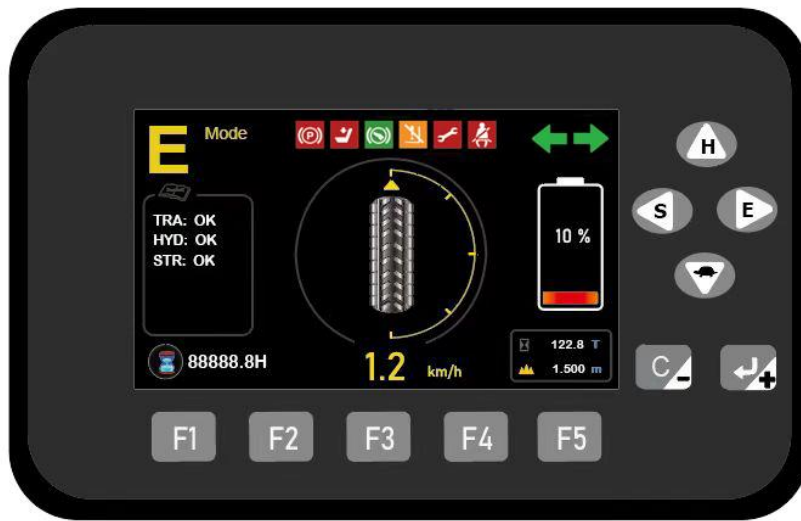 E Mode
TRA: OK
HYD: OK
STR: OK
10 %
122.8 T
1.500 m
88888.8H
1.2 km/h
H
S
E
C -
+
F1
F2
F3
F4
F5